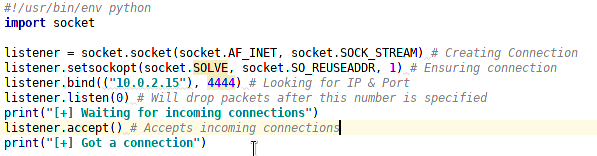 #!/usr/bin/env python
import socket
listener = socket.socket(socket.AF_INET, socket.SOCK_STREAM) # Creating Connection
listener.setsockopt(socket.SOLVE, socket.SO_REUSEADDR, 1) # Ensuring connection
listener.bind(("10.0.2.15"), 4444) # Looking for IP & Port
listener.listen(0) # Will drop packets after this number is specified
print("[+] Waiting for incoming connections")
listener.accept() # Accepts incoming connections
print("[+] Got a connection")